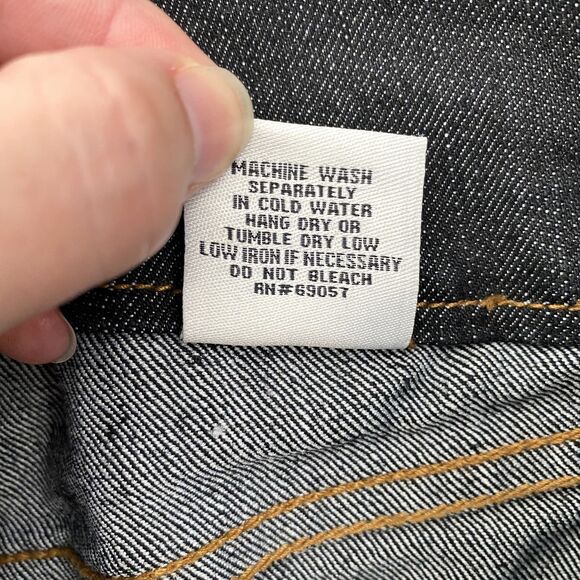 MACHINE WASH
SEPARATELY
IN COLD WATER
HANG DRY OR
TUMBLE DRY LOW
LOW IRON IF NECESSARY
DO NOT BLEACH
RN#69057